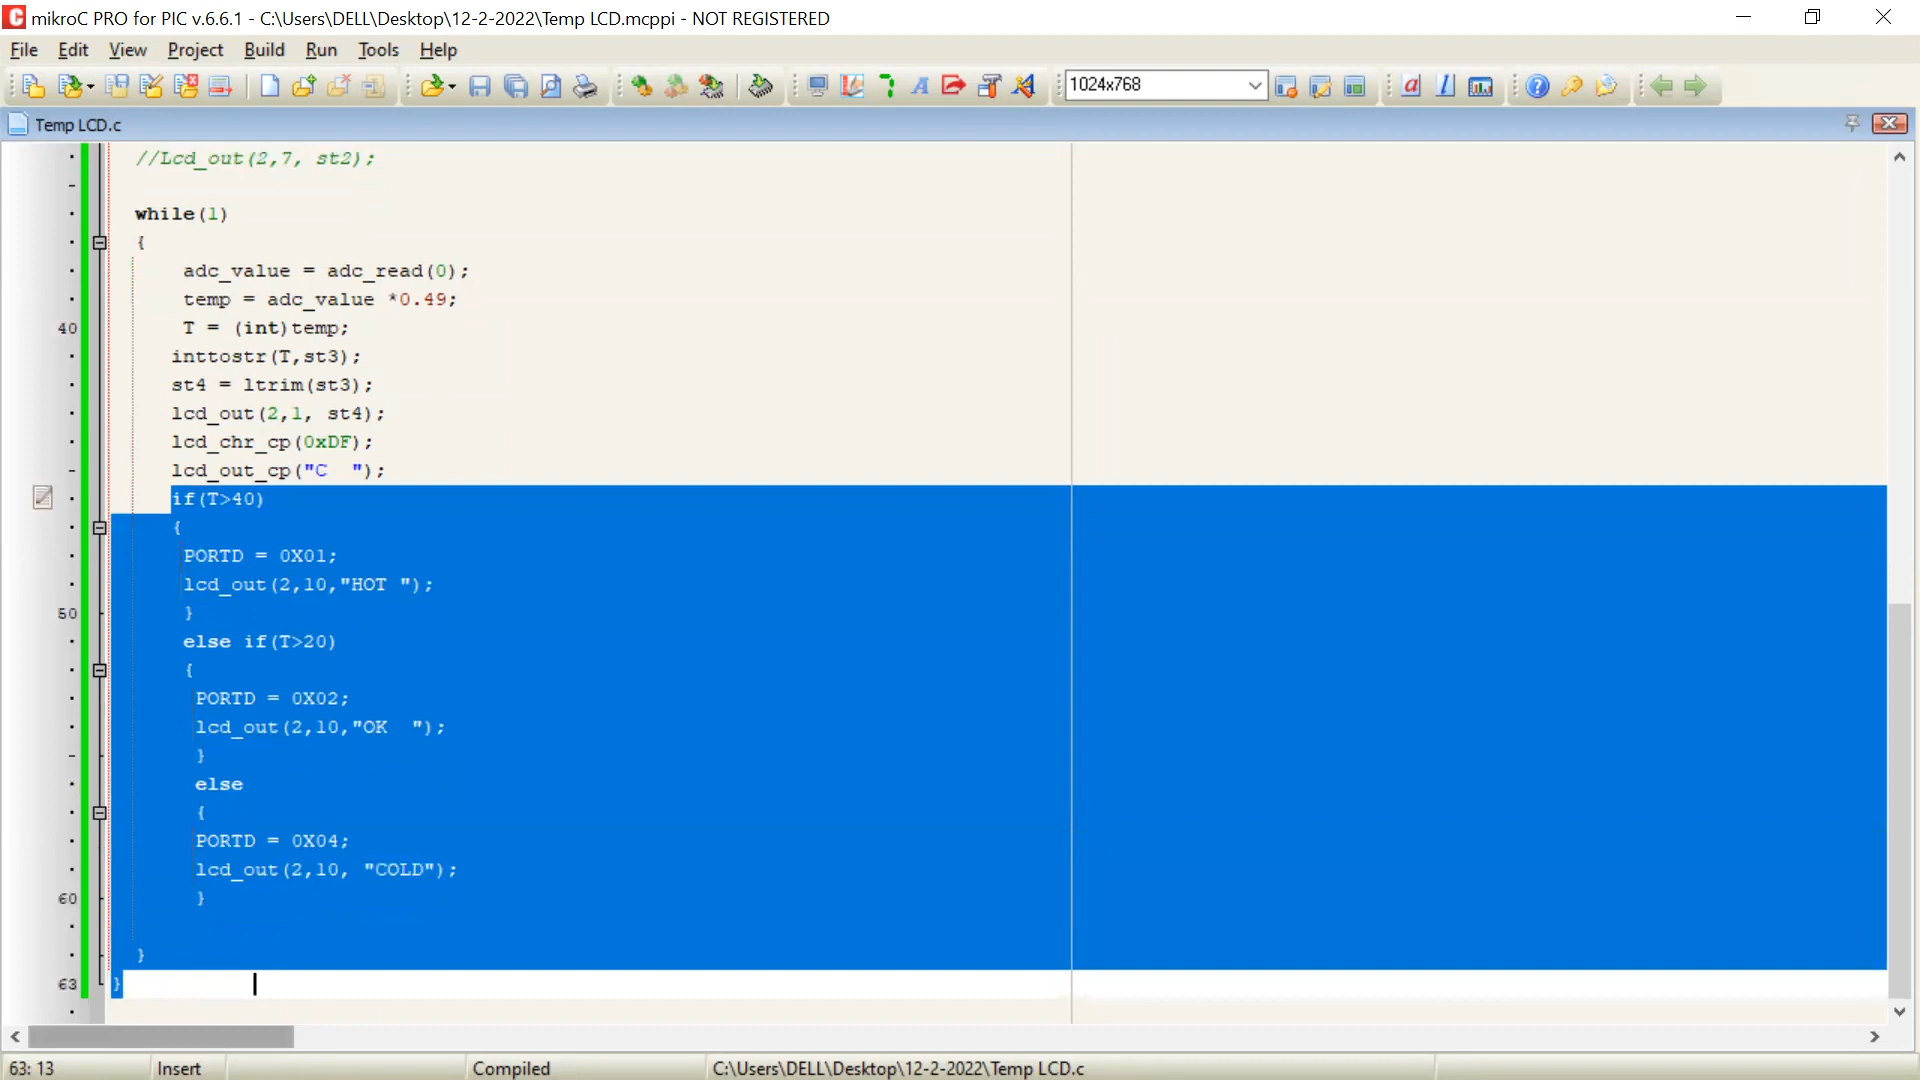 mikroC PRO for PIC v.6.6.1 - C:\Users\DELL\Desktop\12-2-2022\Temp LCD.mcppi - NOT REGISTERED
File Edit View Project Build Run Tools Help
1024x768
Temp LCD.c
//Lcd_out(2,7, st2);
while(1)
{
adc_value = adc_read(0);
temp = adc_value *0.49;
40 T = (int)temp;
inttostr(T,st3);
st4 = ltrim(st3);
lcd_out(2,1, st4);
lcd_chr_cp(0xDF);
lcd_out_cp("C  ");
if(T>40)
{
PORTD = 0X01;
lcd_out(2,10,"HOT ");
50 }
else if(T>20)
{
PORTD = 0X02;
lcd_out(2,10,"OK  ");
}
else
{
PORTD = 0X04;
lcd_out(2,10, "COLD");
60 }
}
63 }
63: 13 Insert Compiled C:\Users\DELL\Desktop\12-2-2022\Temp LCD.c